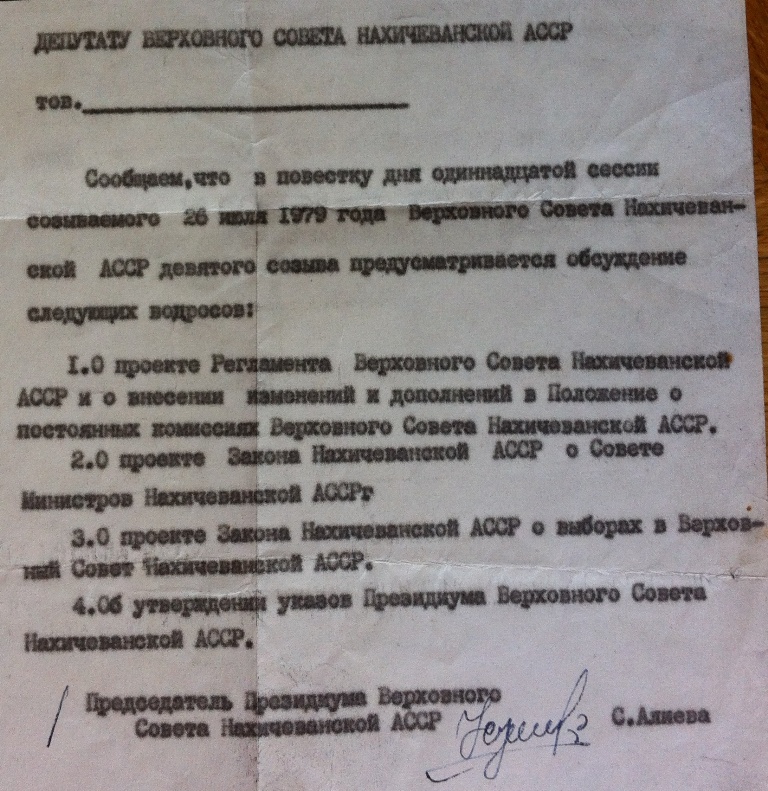 ДЕПУТАТУ ВЕРХОВНОГО СОВЕТА НАХИЧЕВАНСКОЙ АССР
тов.
Сообщаем,что в повестку дня одиннадцатой сессии
созываемого 26 июля 1979 года Верховного Совета Нахичеван-
ской АССР девятого созыва предусматривается обсуждение
следующих водросов:
I.О проекте Регламента Верховного Совета Нахичеванской
АССР и о внесении изменений и дополнений в Положение о
постоянных комиссиях Верховного Совета Нахичеванской АССР.
2.О проекте Закона Нахичеванской АССР о Совете
Министров Нахичеванской АССРг
3.О проекте Закона Нахичеванской АССР о выборах в Верхов-
ний Совет Нахичеванской АССР.
4.Об утверждении указов Президиума Верховного Совета
Нахичеванской АССР.
Председатель Президиума Верховного
Совета Нахичеванской АССР С.Алиева